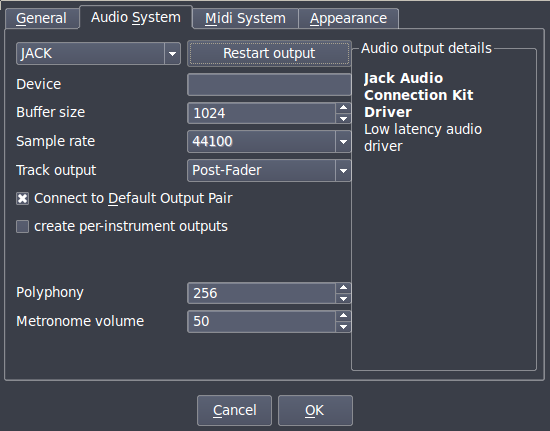 General
Audio System
Midi System
Appearance
JACK
Restart output
Audio output details
Device
Jack Audio
Connection Kit
Driver
Low latency audio
driver
Buffer size
1024
Sample rate
44100
Track output
Post-Fader
Connect to Default Output Pair
create per-instrument outputs
Polyphony
256
Metronome volume
50
Cancel
OK